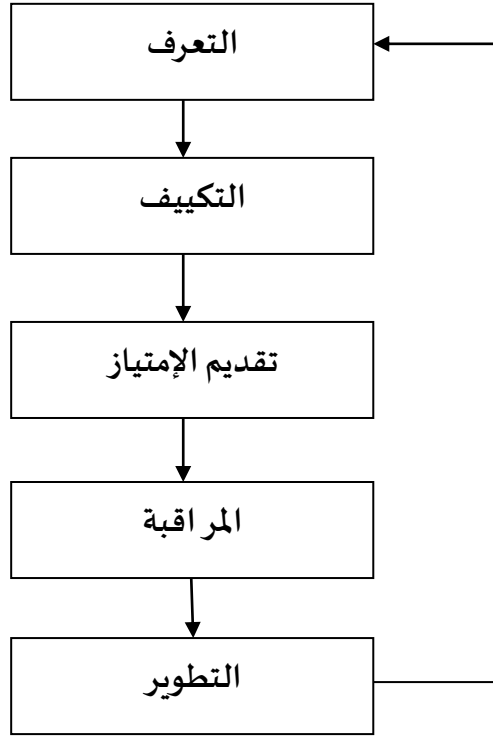 التعرف
التكييف
تقديم الإمتياز
المراقبة
التطوير